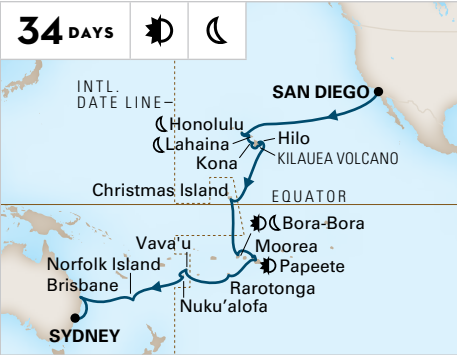 34 DAYS
INTL.
DATE LINE
SAN DIEGO
Honolulu
Lahaina
Hilo
Kona
KILAUEA VOLCANO
Christmas Island
EQUATOR
Bora-Bora
Vava'u
Moorea
Norfolk Island
Papeete
Brisbane
Rarotonga
Nuku'alofa
SYDNEY